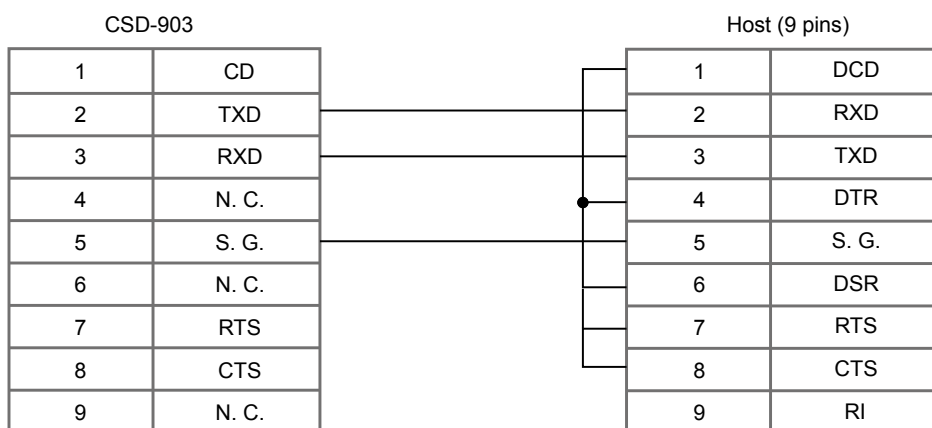 CSD-903 Host (9 pins)
1 CD 1 DCD
2 TXD 2 RXD
3 RXD 3 TXD
4 N. C. 4 DTR
5 S. G. 5 S. G.
6 N. C. 6 DSR
7 RTS 7 RTS
8 CTS 8 CTS
9 N. C. 9 RI